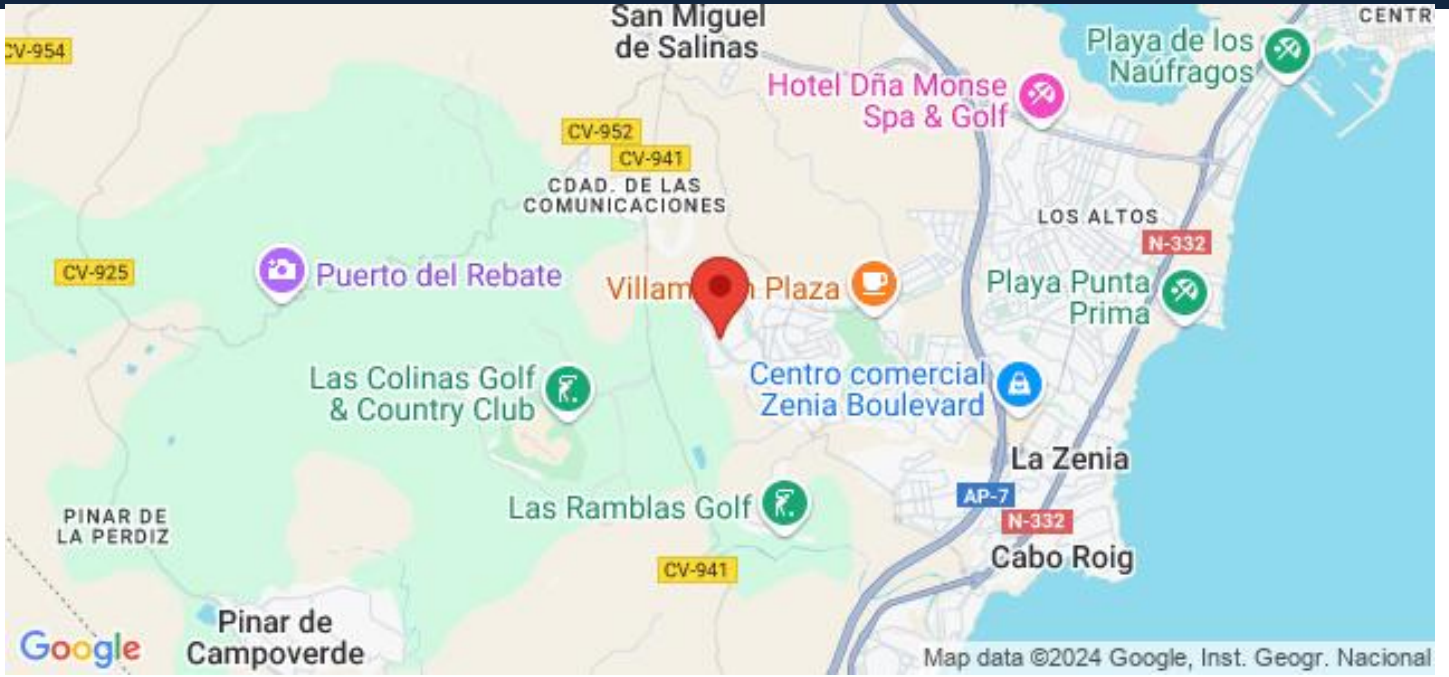 San Miguel
de Salinas
CENTR
CV-954
Playa de los
Naúfragos
Hotel Dña Monse
Spa & Golf
CV-952
CV-941
CDAD. DE LAS
COMUNICACIONES
LOS ALTOS
N-332
CV-925
Puerto del Rebate
Plaza
Playa Punta
Prima
Las Colinas Golf
& Country Club
Centro comercial
Zenia Boulevard
La Zenia
Las Ramblas Golf
AP-7
N-332
PINAR DE
LA PERDIZ
Cabo Roig
CV-941
Pinar de
Campoverde
Google
Map data ©2024 Google, Inst. Geogr. Nacional